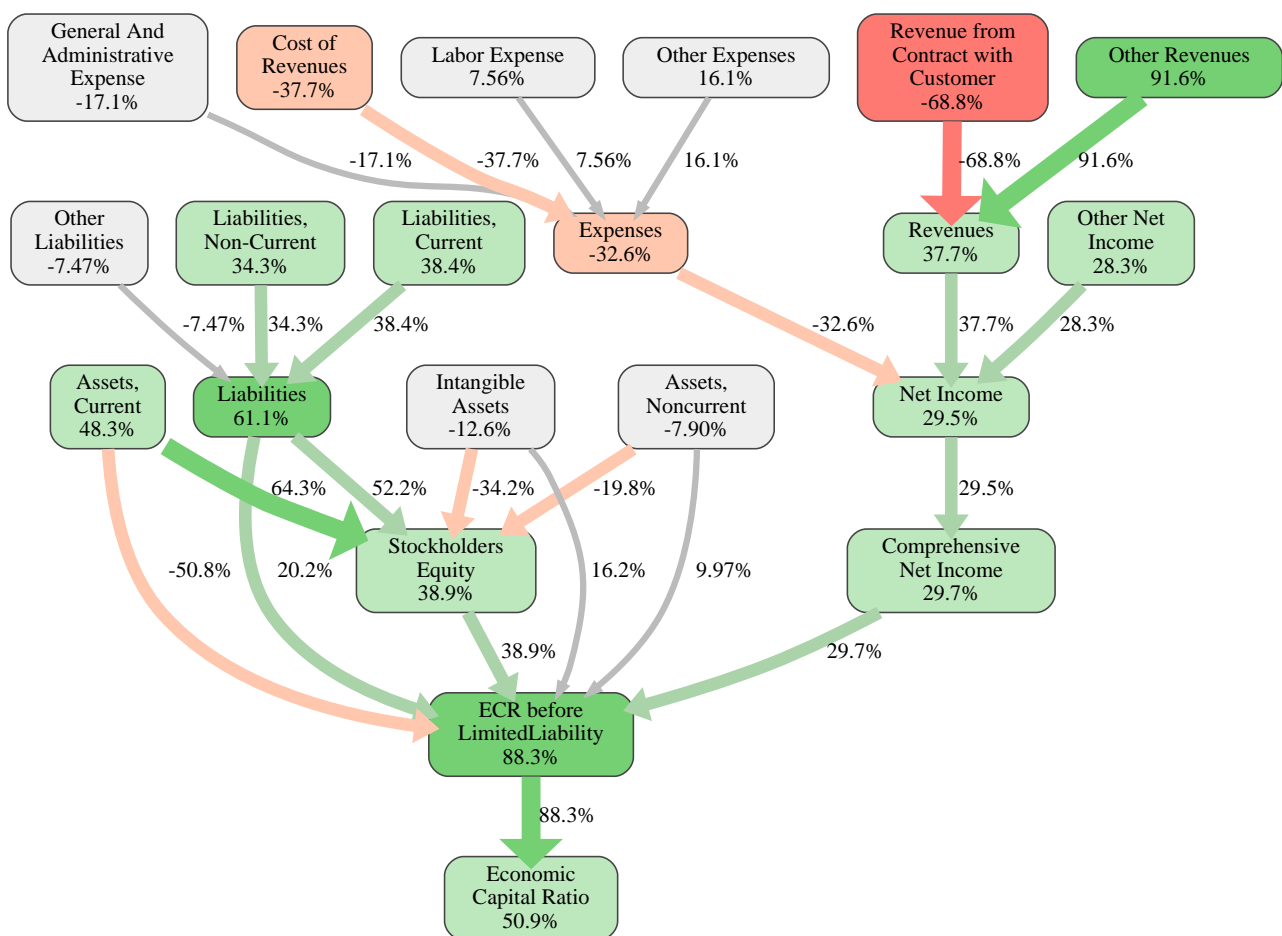 General And
Administrative
Expense
-17.1%
Cost of
Revenues
-37.7%
Labor Expense
7.56%
Other Expenses
16.1%
Revenue from
Contract with
Customer
-68.8%
Other Revenues
91.6%
-17.1%
-37.7%
7.56%
16.1%
-68.8%
91.6%
Other
Liabilities
-7.47%
Liabilities,
Non-Current
34.3%
Liabilities,
Current
38.4%
Expenses
-32.6%
Revenues
37.7%
Other Net
Income
28.3%
-7.47%
34.3%
38.4%
-32.6%
37.7%
28.3%
Assets,
Current
48.3%
Liabilities
61.1%
Intangible
Assets
-12.6%
Assets,
Noncurrent
-7.90%
Net Income
29.5%
64.3%
52.2%
-34.2%
-19.8%
29.5%
-50.8%
20.2%
Stockholders
Equity
38.9%
16.2%
9.97%
Comprehensive
Net Income
29.7%
38.9%
29.7%
ECR before
LimitedLiability
88.3%
88.3%
Economic
Capital Ratio
50.9%